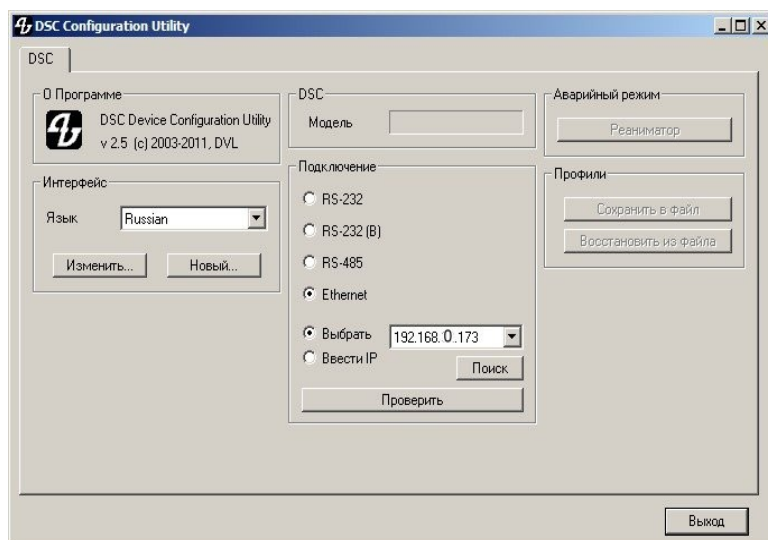 DSC Configuration Utility
DSC
О Программе
DSC Device Configuration Utility
v 2.5 (c) 2003-2011, DVL
Интерфейс
Язык
Russian
Изменить...
Новый...
DSC
Модель
Подключение
RS-232
RS-232 (B)
RS-485
Ethernet
Выбрать
192.168.0.173
Ввести IP
Поиск
Проверить
Аварийный режим
Реаниматор
Профили
Сохранить в файл
Восстановить из файла
Выход